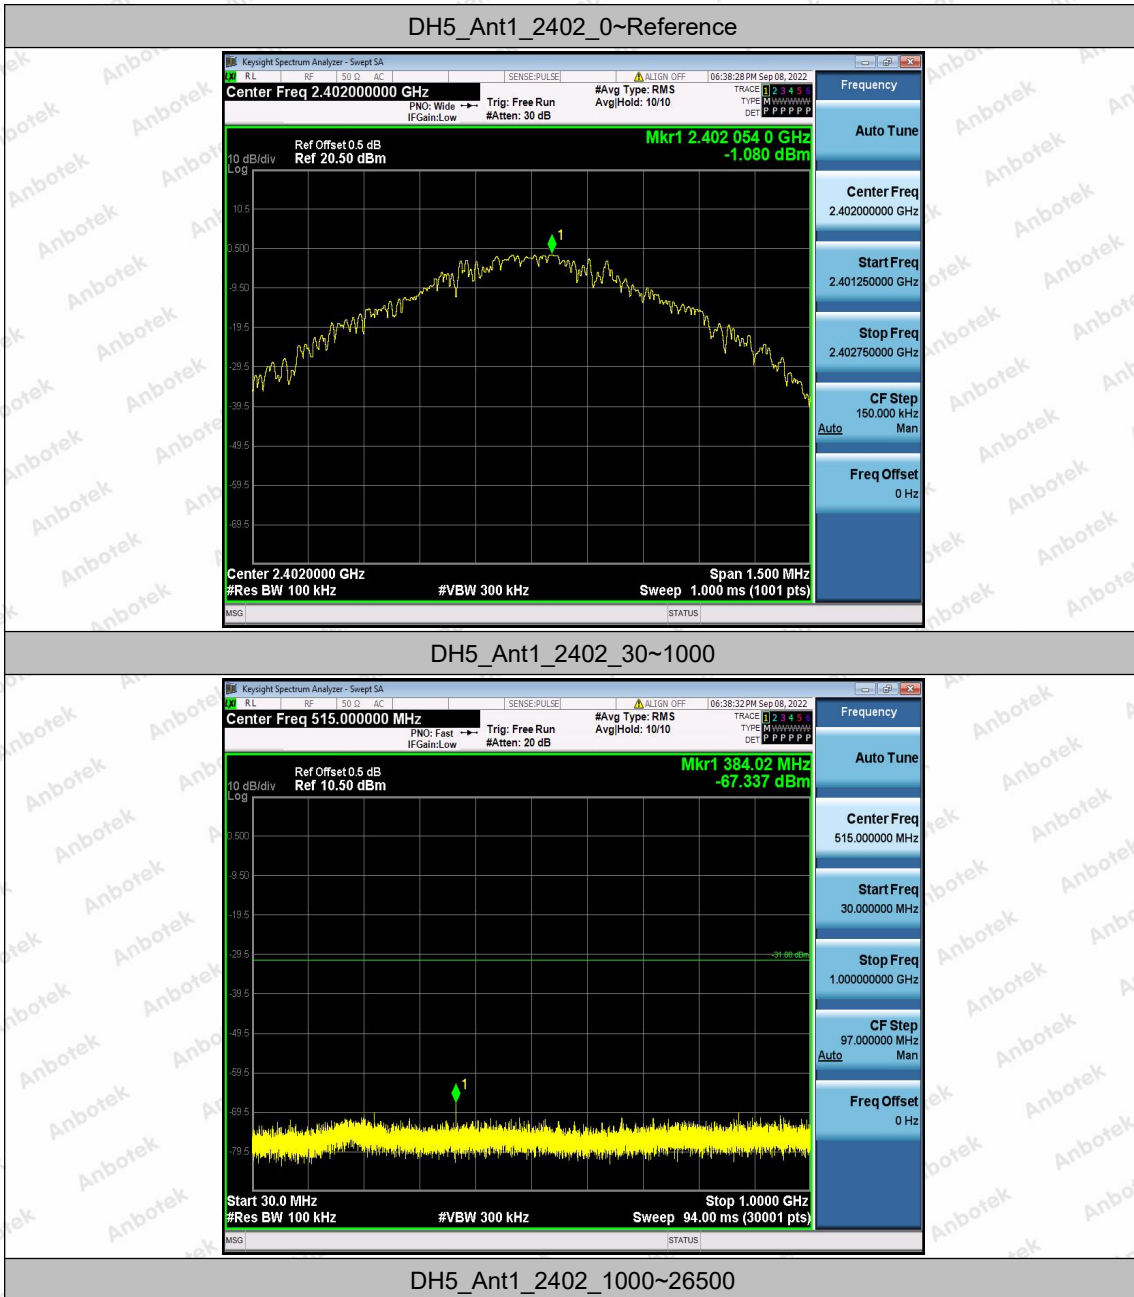 DH5_Ant1_2402_0~Reference
Keysight Spectrum Analyzer - Swept SA
LXI RL RF 50 Ω AC SENSE:PULSE ALIGN OFF 06:38:28 PM Sep 08, 2022
Center Freq 2.402000000 GHz
PNO: Wide
IFGain:Low
Trig: Free Run
#Atten: 30 dB
#Avg Type: RMS
Avg|Hold: 10/10
TRACE 1 2 3 4 5 6
TYPE M WWWWW
DET P P P P P P
Mkr1 2.402 054 0 GHz
-1.080 dBm
Ref Offset 0.5 dB
10 dB/div Ref 20.50 dBm
Log
10.5
0.500
-9.50
-19.5
-29.5
-39.5
-49.5
-59.5
-69.5
1
Center 2.4020000 GHz Span 1.500 MHz
#Res BW 100 kHz #VBW 300 kHz Sweep 1.000 ms (1001 pts)
MSG STATUS
Frequency
Auto Tune
Center Freq
2.402000000 GHz
Start Freq
2.401250000 GHz
Stop Freq
2.402750000 GHz
CF Step
150.000 kHz
Auto Man
Freq Offset
0 Hz
DH5_Ant1_2402_30~1000
Keysight Spectrum Analyzer - Swept SA
LXI RL RF 50 Ω AC SENSE:PULSE ALIGN OFF 06:38:32 PM Sep 08, 2022
Center Freq 515.000000 MHz
PNO: Fast
IFGain:Low
Trig: Free Run
#Atten: 20 dB
#Avg Type: RMS
Avg|Hold: 10/10
TRACE 1 2 3 4 5 6
TYPE M WWWWW
DET P P P P P P
Mkr1 384.02 MHz
-67.337 dBm
Ref Offset 0.5 dB
10 dB/div Ref 10.50 dBm
Log
0.500
-9.50
-19.5
-29.5
-39.5
-49.5
-59.5
-69.5
-79.5
-31.08 dBm
1
Start 30.0 MHz Stop 1.0000 GHz
#Res BW 100 kHz #VBW 300 kHz Sweep 94.00 ms (30001 pts)
MSG STATUS
Frequency
Auto Tune
Center Freq
515.000000 MHz
Start Freq
30.000000 MHz
Stop Freq
1.000000000 GHz
CF Step
97.000000 MHz
Auto Man
Freq Offset
0 Hz
DH5_Ant1_2402_1000~26500
Anbotek